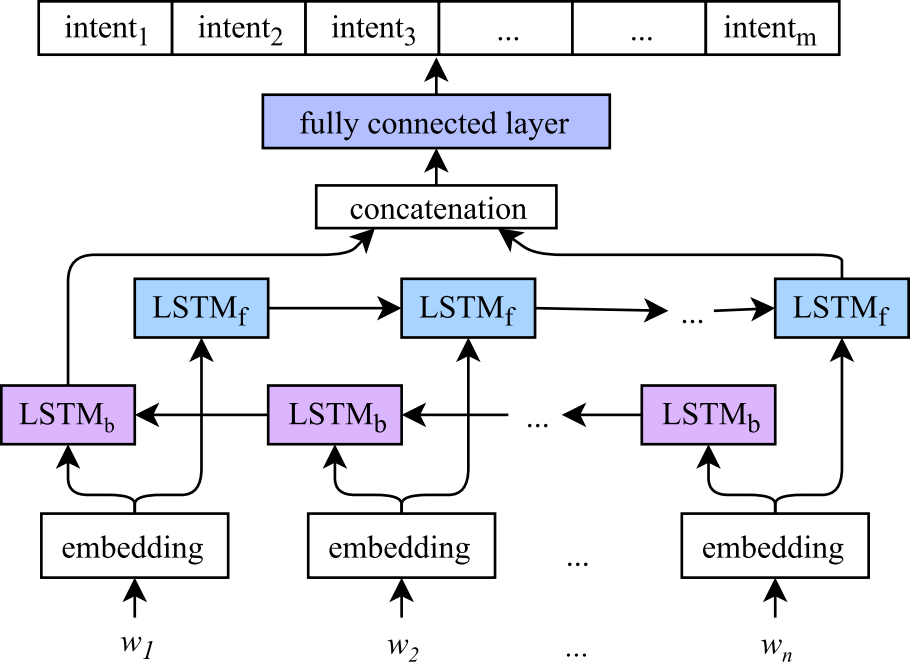 intent1 intent2 intent3 ... ... intentm
fully connected layer
concatenation
LSTMf LSTMf ... LSTMf
LSTMb LSTMb ... LSTMb
embedding embedding ... embedding
w1 w2 ... wn